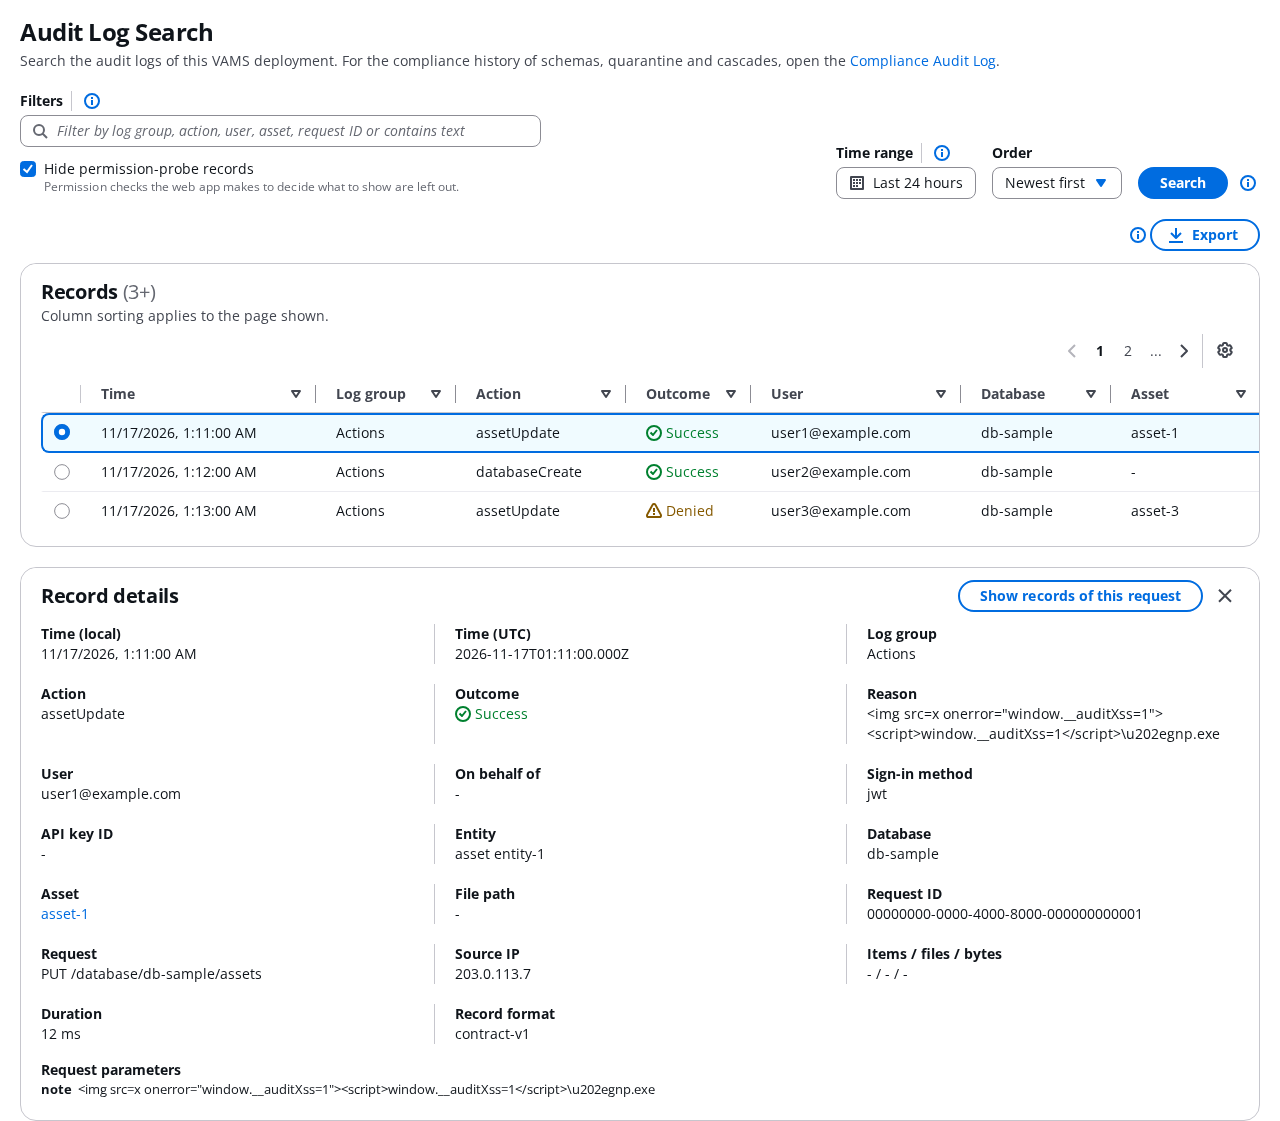 Audit Log Search
Search the audit logs of this VAMS deployment. For the compliance history of schemas, quarantine and cascades, open the Compliance Audit Log.
Filters
Filter by log group, action, user, asset, request ID or contains text
Hide permission-probe records
Permission checks the web app makes to decide what to show are left out.
Time range Order
Last 24 hours Newest first Search
Export
Records (3+)
Column sorting applies to the page shown.
1 2 ...
Time Log group Action Outcome User Database Asset
11/17/2026, 1:11:00 AM Actions assetUpdate Success user1@example.com db-sample asset-1
11/17/2026, 1:12:00 AM Actions databaseCreate Success user2@example.com db-sample -
11/17/2026, 1:13:00 AM Actions assetUpdate Denied user3@example.com db-sample asset-3
Record details Show records of this request
Time (local) Time (UTC) Log group
11/17/2026, 1:11:00 AM 2026-11-17T01:11:00.000Z Actions
Action Outcome Reason
assetUpdate Success <img src=x onerror="window.__auditXss=1">
<script>window.__auditXss=1</script>\u202egnp.exe
User On behalf of Sign-in method
user1@example.com - jwt
API key ID Entity Database
- asset entity-1 db-sample
Asset File path Request ID
asset-1 - 00000000-0000-4000-8000-000000000001
Request Source IP Items / files / bytes
PUT /database/db-sample/assets 203.0.113.7 - / - / -
Duration Record format
12 ms contract-v1
Request parameters
note <img src=x onerror="window.__auditXss=1"><script>window.__auditXss=1</script>\u202egnp.exe